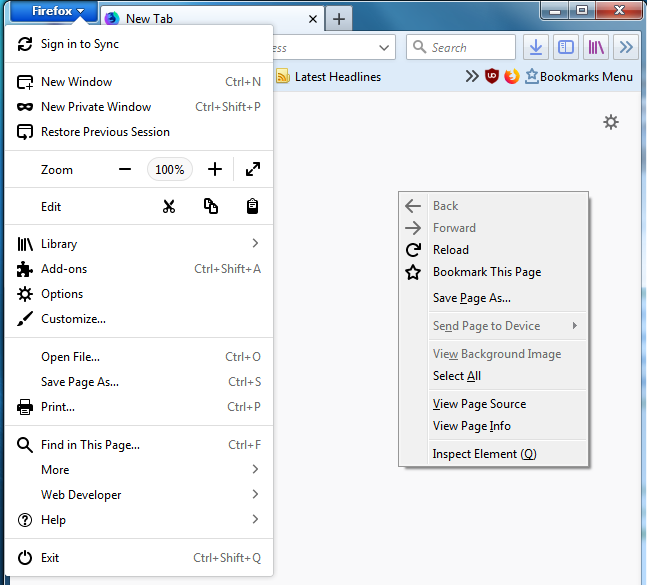 Firefox
New Tab
Sign in to Sync
ess
Search
New Window Ctrl+N
Latest Headlines
Bookmarks Menu
New Private Window Ctrl+Shift+P
Restore Previous Session
Zoom 100%
Edit
Library
Add-ons Ctrl+Shift+A
Options
Customize...
Open File... Ctrl+O
Save Page As... Ctrl+S
Print... Ctrl+P
Find in This Page... Ctrl+F
More
Web Developer
Help
Exit Ctrl+Shift+Q
Back
Forward
Reload
Bookmark This Page
Save Page As...
Send Page to Device
View Background Image
Select All
View Page Source
View Page Info
Inspect Element (Q)